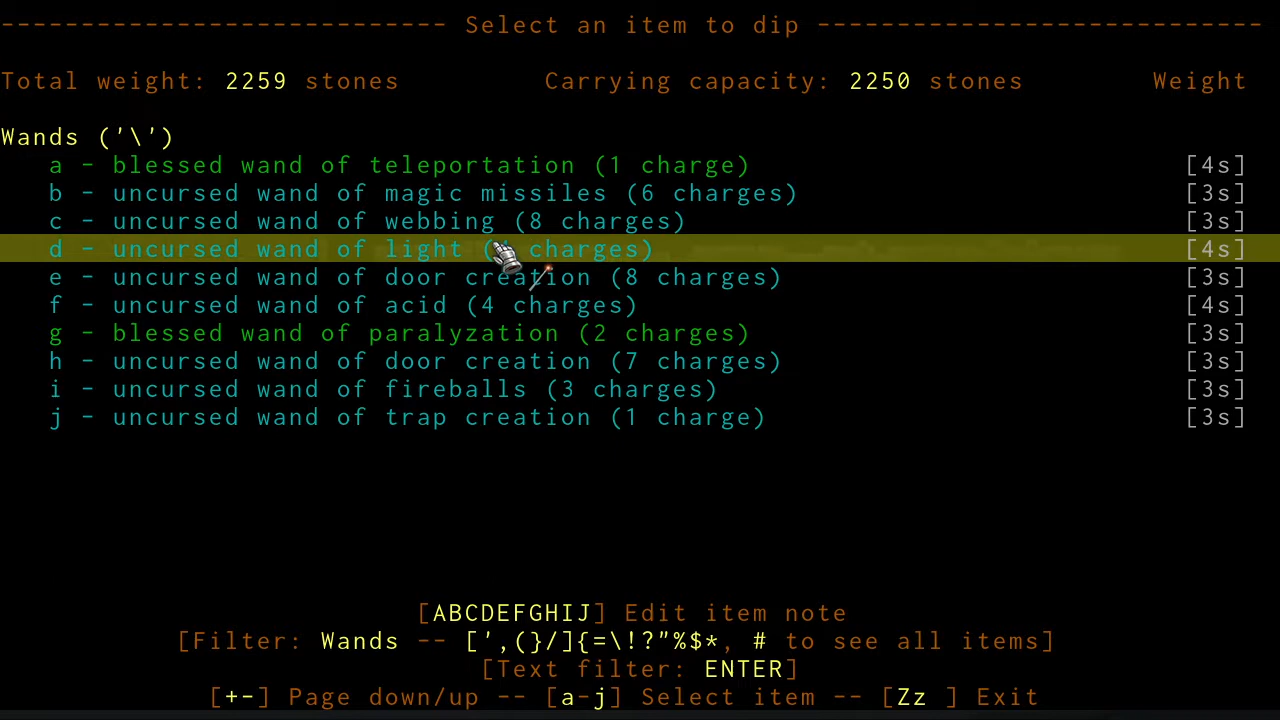 ---------------------------- Select an item to dip ----------------------------
Total weight: 2259 stones Carrying capacity: 2250 stones Weight
Wands ('\')
a - blessed wand of teleportation (1 charge) [4s]
b - uncursed wand of magic missiles (6 charges) [3s]
c - uncursed wand of webbing (8 charges) [3s]
d - uncursed wand of light ( charges) [4s]
e - uncursed wand of door creation (8 charges) [3s]
f - uncursed wand of acid (4 charges) [4s]
g - blessed wand of paralyzation (2 charges) [3s]
h - uncursed wand of door creation (7 charges) [3s]
i - uncursed wand of fireballs (3 charges) [3s]
j - uncursed wand of trap creation (1 charge) [3s]
[ABCDEFGHIJ] Edit item note
[Filter: Wands -- [',(}/]{=\!?"%$*, # to see all items]
[Text filter: ENTER]
[+-] Page down/up -- [a-j] Select item -- [Zz ] Exit